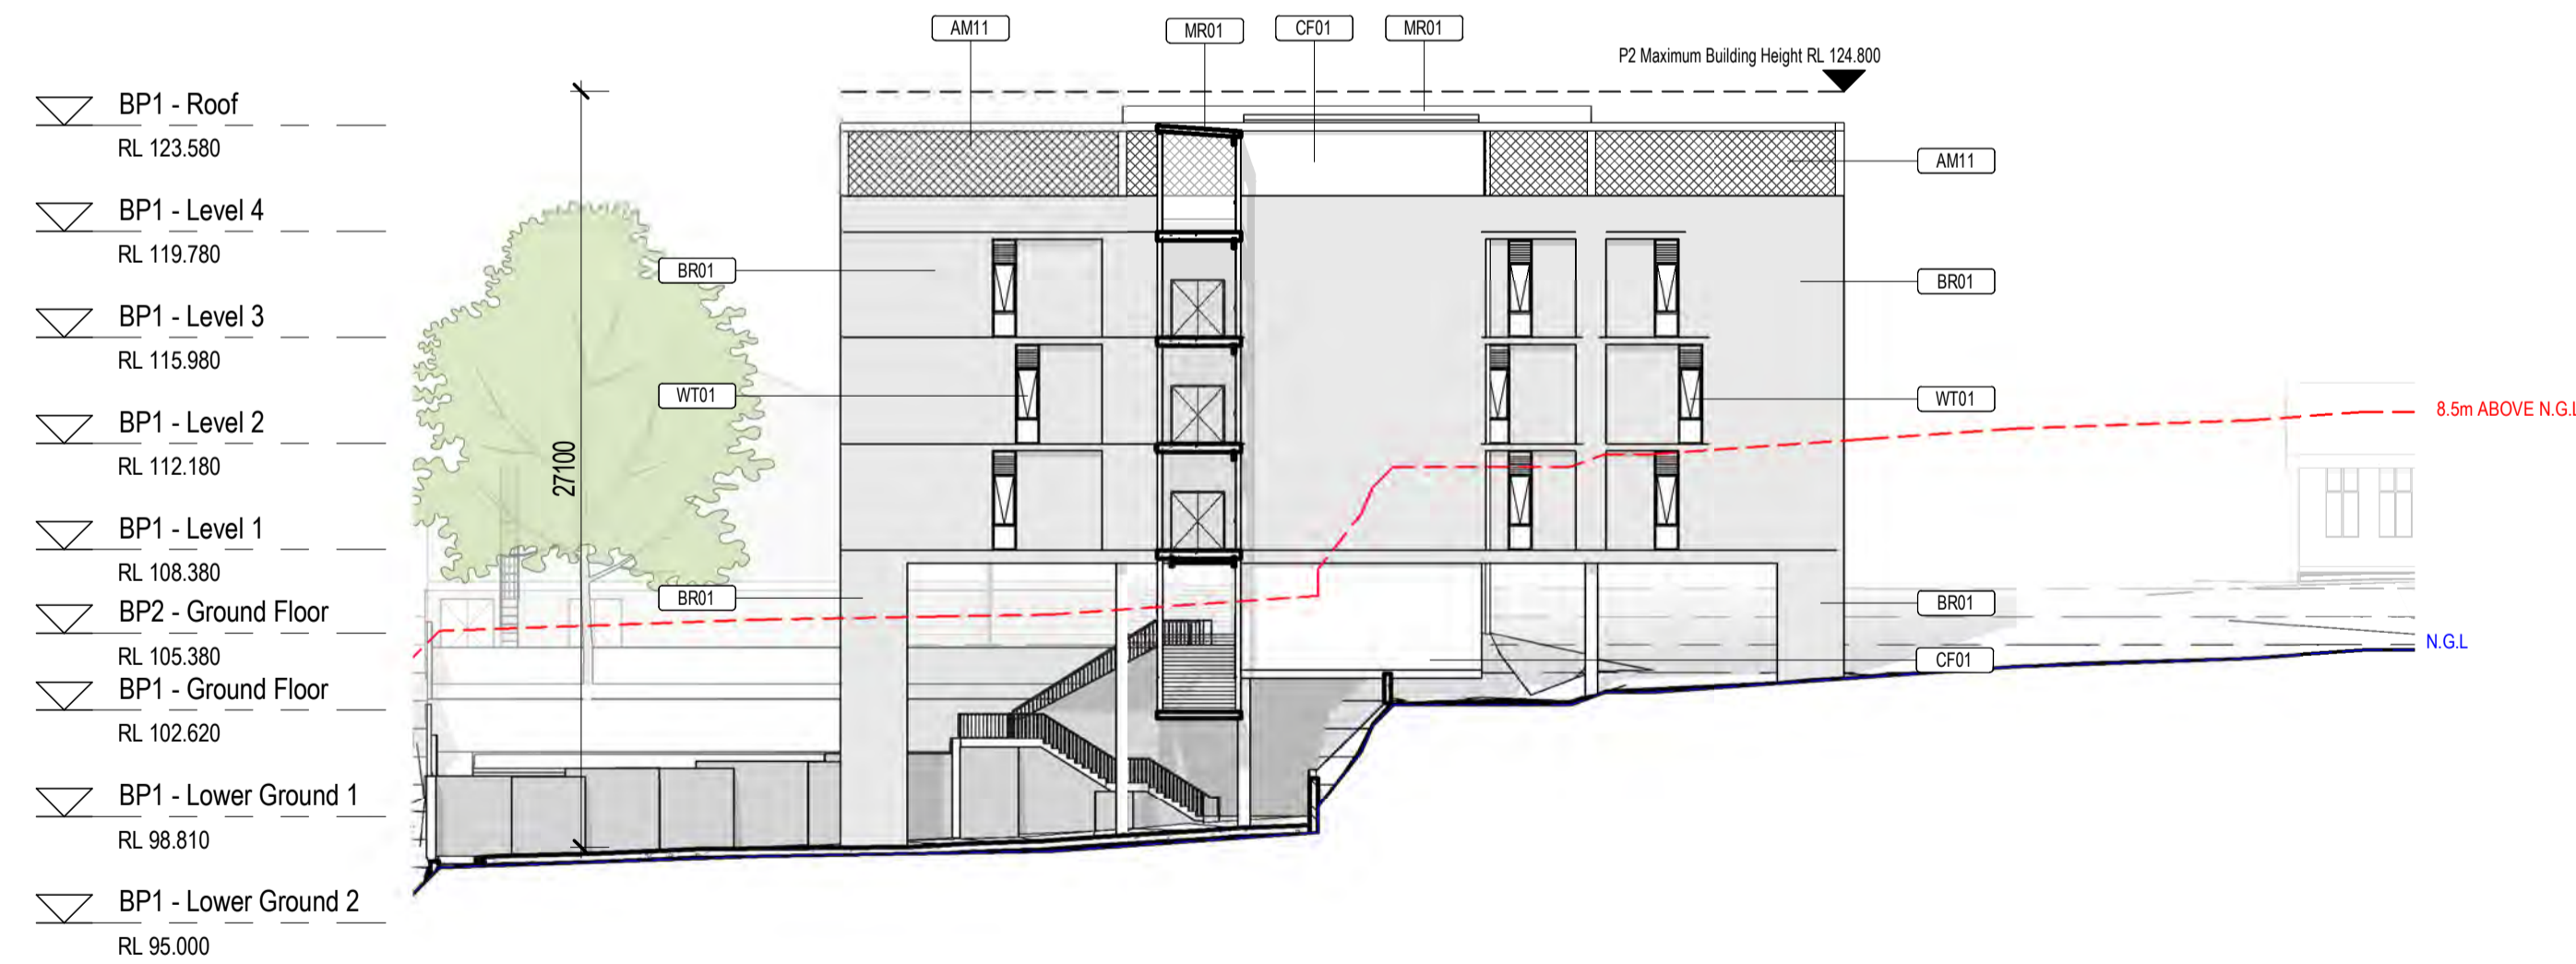 AM11
MR01
CF01
MR01
P2 Maximum Building Height RL 124.800
BP1 - Roof
RL 123.580
AM11
BP1 - Level 4
RL 119.780
BR01
BR01
BP1 - Level 3
RL 115.980
WT01
WT01
8.5m ABOVE N.G.L
BP1 - Level 2
RL 112.180
27100
BP1 - Level 1
RL 108.380
BR01
BR01
BP2 - Ground Floor
RL 105.380
N.G.L
CF01
BP1 - Ground Floor
RL 102.620
BP1 - Lower Ground 1
RL 98.810
BP1 - Lower Ground 2
RL 95.000